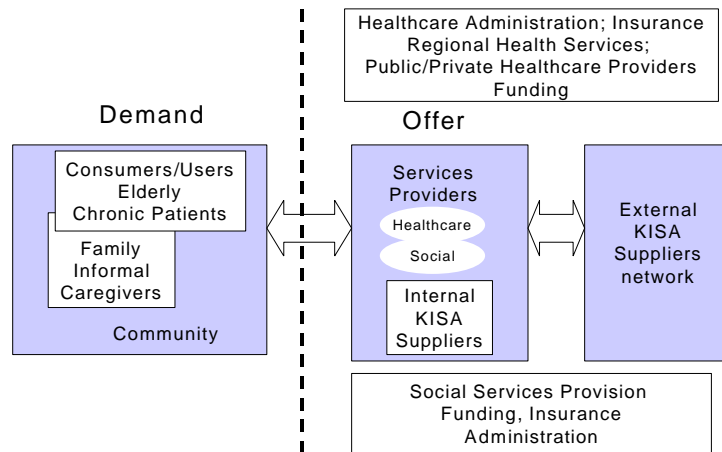 Healthcare Administration; Insurance
Regional Health Services;
Public/Private Healthcare Providers
Funding
Demand
Offer
Consumers/Users
Elderly
Chronic Patients
Family
Informal
Caregivers
Community
Services
Providers
Healthcare
Social
Internal
KISA
Suppliers
External
KISA
Suppliers
network
Social Services Provision
Funding, Insurance
Administration